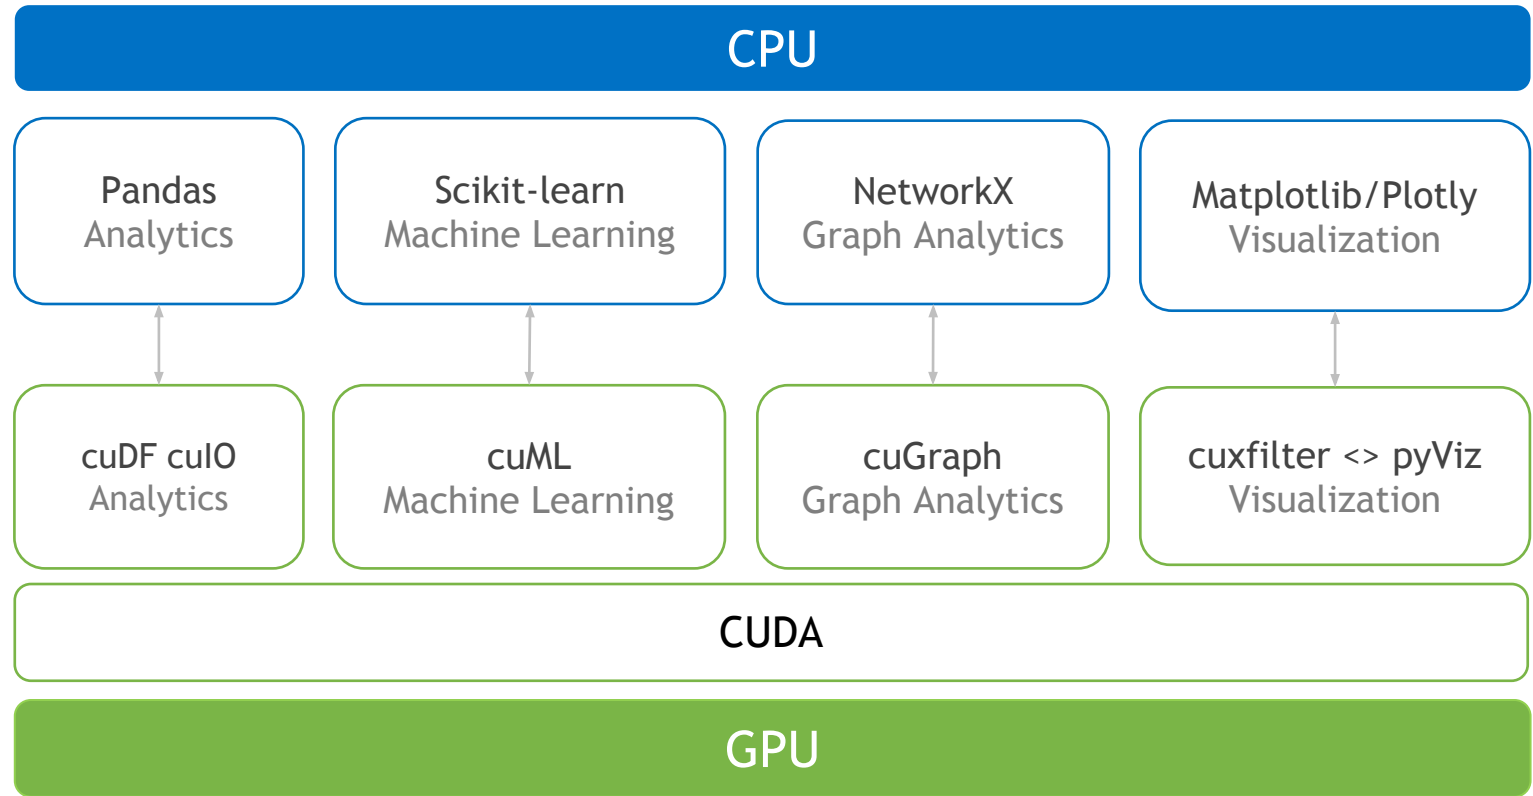 CPU
Pandas
Analytics
Scikit-learn
Machine Learning
NetworkX
Graph Analytics
Matplotlib/Plotly
Visualization
cuDF cuIO
Analytics
cuML
Machine Learning
cuGraph
Graph Analytics
cuxfilter <> pyViz
Visualization
CUDA
GPU